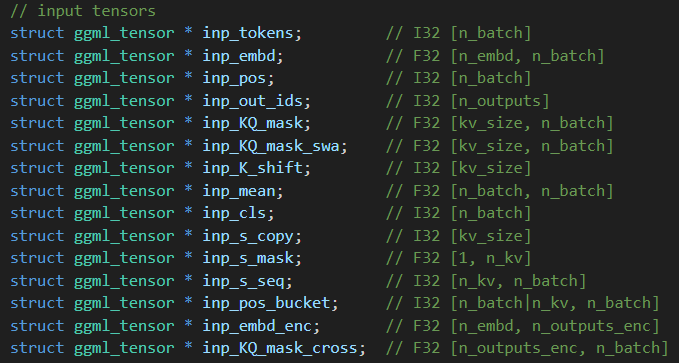 // input tensors
struct ggml_tensor * inp_tokens;      // I32 [n_batch]
struct ggml_tensor * inp_embd;        // F32 [n_embd, n_batch]
struct ggml_tensor * inp_pos;         // I32 [n_batch]
struct ggml_tensor * inp_out_ids;     // I32 [n_outputs]
struct ggml_tensor * inp_KQ_mask;     // F32 [kv_size, n_batch]
struct ggml_tensor * inp_KQ_mask_swa; // F32 [kv_size, n_batch]
struct ggml_tensor * inp_K_shift;     // I32 [kv_size]
struct ggml_tensor * inp_mean;        // F32 [n_batch, n_batch]
struct ggml_tensor * inp_cls;         // I32 [n_batch]
struct ggml_tensor * inp_s_copy;      // I32 [kv_size]
struct ggml_tensor * inp_s_mask;      // F32 [1, n_kv]
struct ggml_tensor * inp_s_seq;       // I32 [n_kv, n_batch]
struct ggml_tensor * inp_pos_bucket;  // I32 [n_batch|n_kv, n_batch]
struct ggml_tensor * inp_embd_enc;    // F32 [n_embd, n_outputs_enc]
struct ggml_tensor * inp_KQ_mask_cross; // F32 [n_outputs_enc, n_batch]